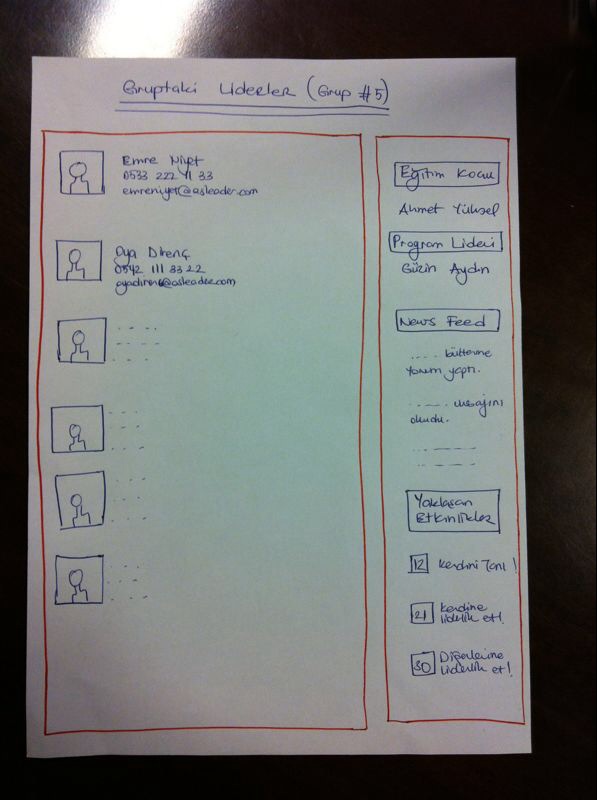 Gruptaki Liderler (Grup #5)
Emre Niyet
0533 222 11 33
emreniyet@asleader.com
Oya Direnç
0542 111 33 22
oyadirenc@asleader.com
Eğitim Kocu
Ahmet Yüksel
Program Lideri
Güzin Aydın
News Feed
..... bültenine
yorum yaptı.
..... mesajını
okudu.
Yaklaşan
Etkinlikler
12 Kendini Tanı!
21 Kendine
liderlik et!
30 Diğerlerine
Liderlik et!